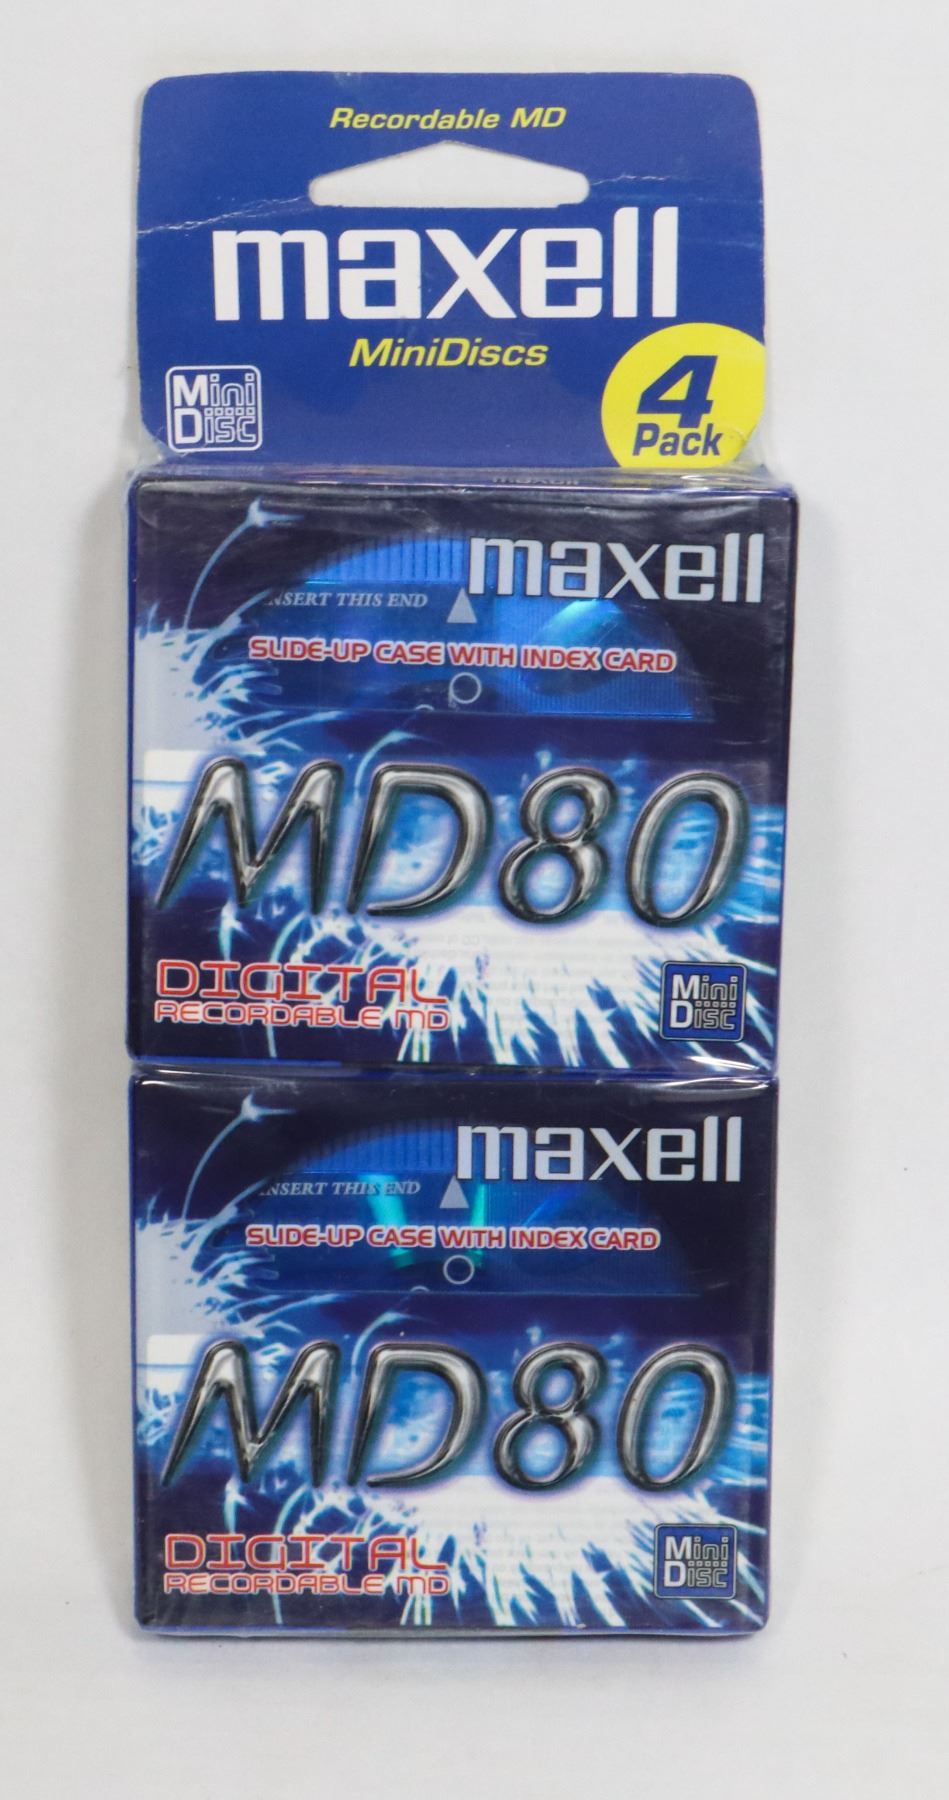 Recordable MD
maxell
MiniDiscs
Mini
Disc
4
Pack
maxell
INSERT THIS END
SLIDE-UP CASE WITH INDEX CARD
MD80
DIGITAL
RECORDABLE MD
Mini
Disc
maxell
INSERT THIS END
SLIDE-UP CASE WITH INDEX CARD
MD80
DIGITAL
RECORDABLE MD
Mini
Disc